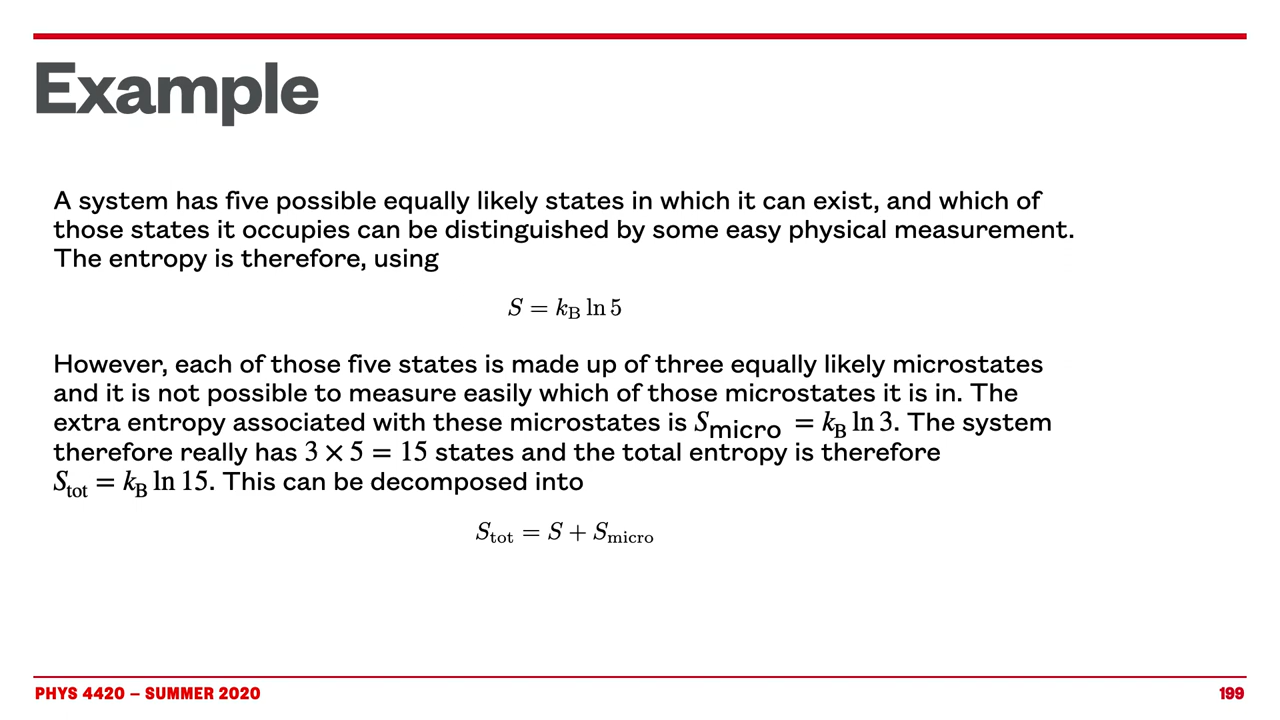 Example
A system has five possible equally likely states in which it can exist, and which of
those states it occupies can be distinguished by some easy physical measurement.
The entropy is therefore, using
S = k_B ln 5
However, each of those five states is made up of three equally likely microstates
and it is not possible to measure easily which of those microstates it is in. The
extra entropy associated with these microstates is S_micro = k_B ln 3. The system
therefore really has 3 × 5 = 15 states and the total entropy is therefore
S_tot = k_B ln 15. This can be decomposed into
S_tot = S + S_micro
PHYS 4420 – SUMMER 2020
199